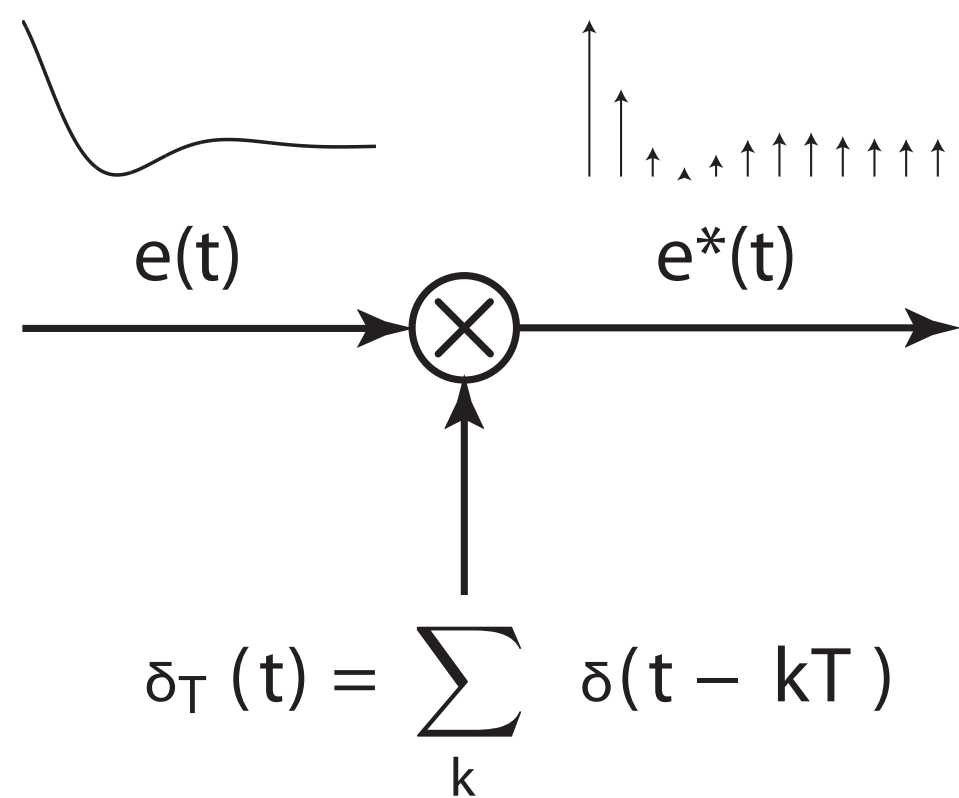 e(t)
e*(t)
δT (t) = ∑ δ(t − kT )
k